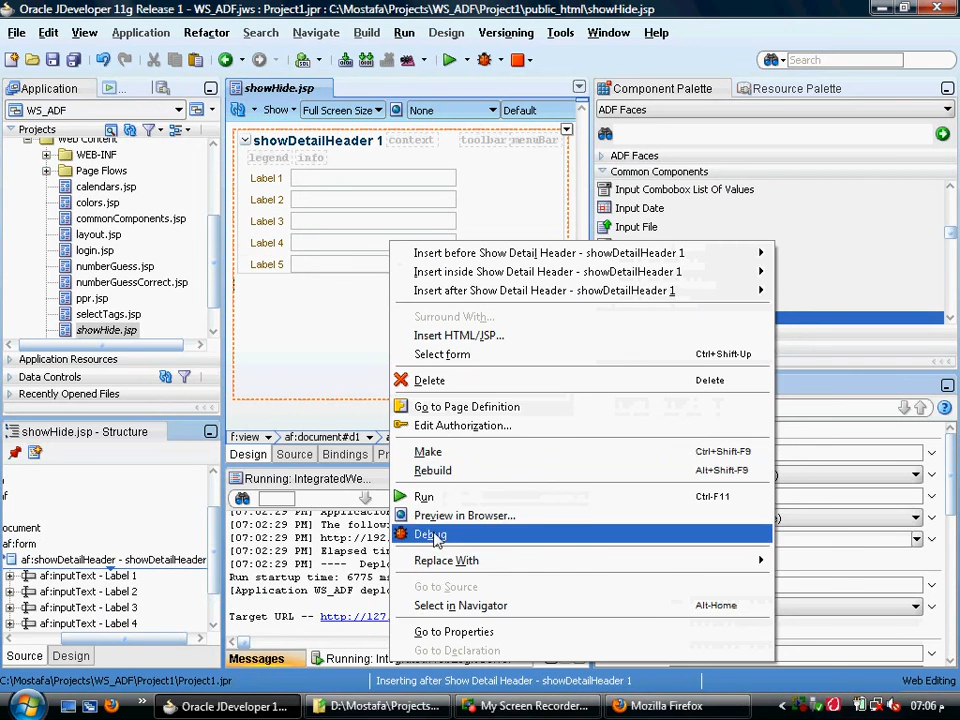 Oracle JDeveloper 11g Release 1 - WS_ADF.jws : Project1.jpr : C:\Mostafa\Projects\WS_ADF\Project1\public_html\showHide.jsp
File Edit View Application Refactor Search Navigate Build Run Design Versioning Tools Window Help
Search
Application
WS_ADF
Projects
Web Content
WEB-INF
Page Flows
calendars.jsp
colors.jsp
commonComponents.jsp
layout.jsp
login.jsp
numberGuess.jsp
numberGuessCorrect.jsp
ppr.jsp
selectTags.jsp
showHide.jsp
Application Resources
Data Controls
Recently Opened Files
showHide.jsp - Structure
ocument
af:form
af:showDetailHeader - showDetailHeader
af:inputText - Label 1
af:inputText - Label 2
af:inputText - Label 3
af:inputText - Label 4
Source Design
showHide.jsp
Show Full Screen Size None Default
showDetailHeader 1 context toolbar menuBar
legend info
Label 1
Label 2
Label 3
Label 4
Label 5
f:view af:document#d1
Design Source Bindings
Running: IntegratedWe...
[07:02:29 PM]
[07:02:29 PM] The follow
[07:02:29 PM] http://192
[07:02:29 PM] Elapsed tim
[07:02:29 PM] ---- Deplo
Run startup time: 6775 m
[Application WS_ADF depl
Target URL -- http://127.
Messages
Insert before Show Detail Header - showDetailHeader 1
Insert inside Show Detail Header - showDetailHeader 1
Insert after Show Detail Header - showDetailHeader 1
Surround With...
Insert HTML/JSP...
Select form Ctrl+Shift-Up
Delete Delete
Go to Page Definition
Edit Authorization...
Make Ctrl+Shift-F9
Rebuild Alt+Shift-F9
Run Ctrl-F11
Preview in Browser...
Debug
Replace With
Go to Source
Select in Navigator Alt-Home
Go to Properties
Go to Declaration
Component Palette Resource Palette
ADF Faces
ADF Faces
Common Components
Input Combobox List Of Values
Input Date
Input File
C:/Mostafa/Projects/WS_ADF/Project1/Project1.jpr
Inserting after Show Detail Header - showDetailHeader 1
Web Editing
Oracle JDeveloper 1...
D:\Mostafa\Projects...
My Screen Recorder...
Mozilla Firefox
07:06 م